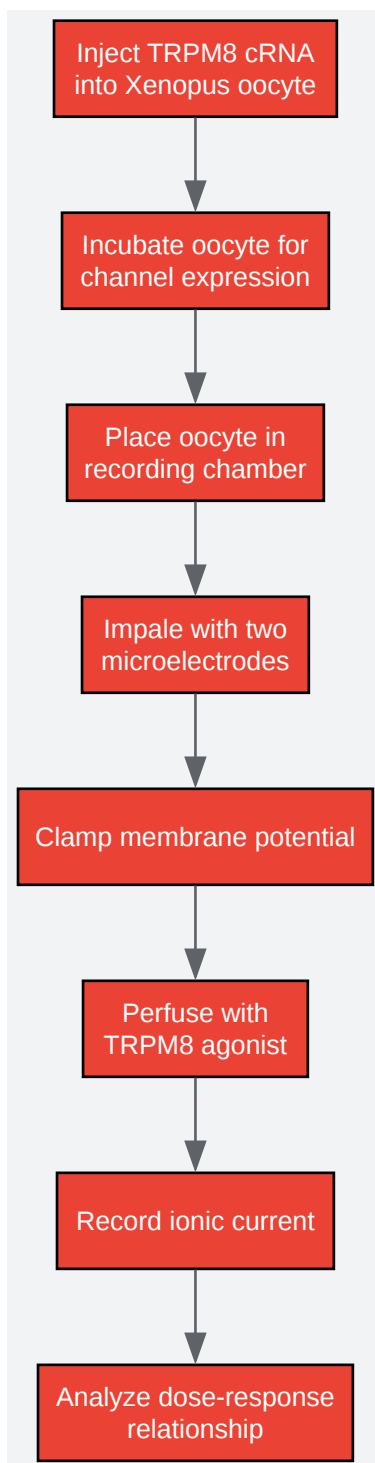 Inject TRPM8 cRNA
into Xenopus oocyte
Incubate oocyte for
channel expression
Place oocyte in
recording chamber
Impale with two
microelectrodes
Clamp membrane potential
Perfuse with
TRPM8 agonist
Record ionic current
Analyze dose-response
relationship